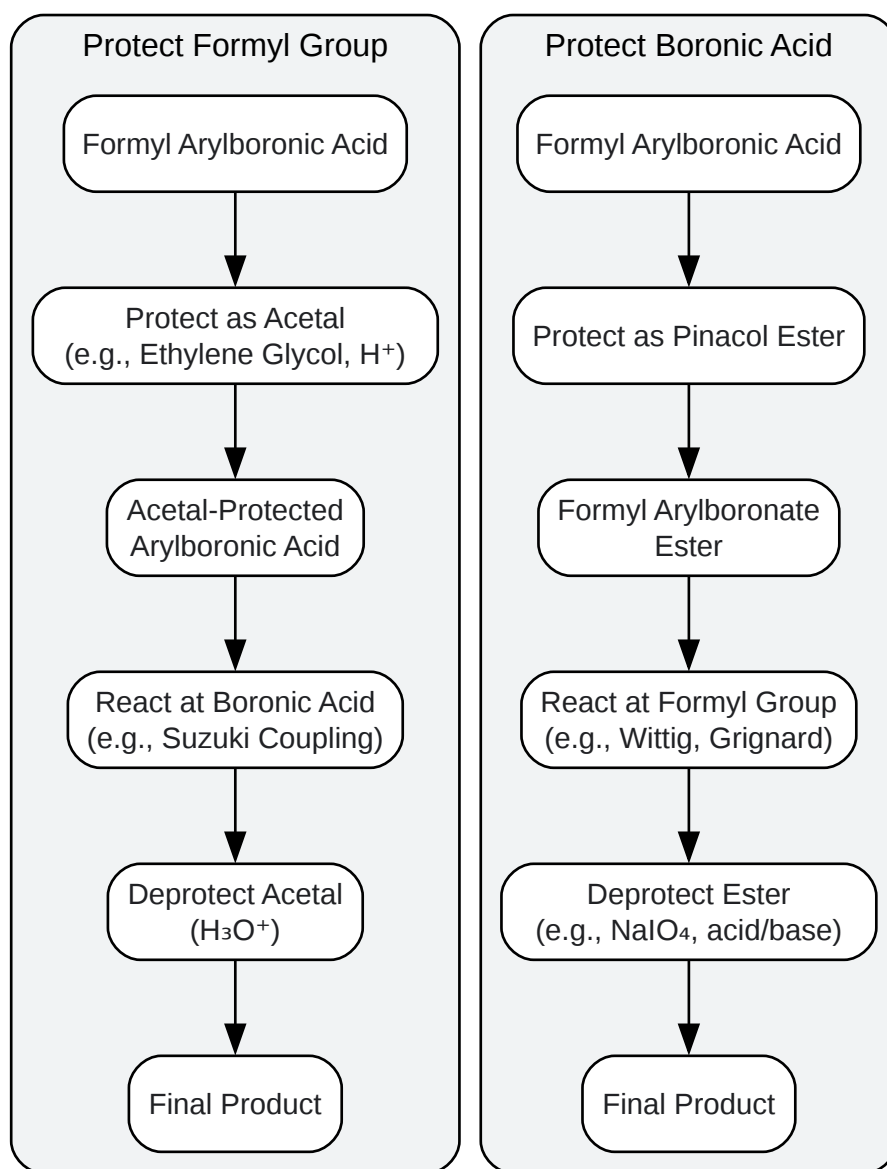 Protect Formyl Group
Formyl Arylboronic Acid
Protect as Acetal
(e.g., Ethylene Glycol, H⁺)
Acetal-Protected
Arylboronic Acid
React at Boronic Acid
(e.g., Suzuki Coupling)
Deprotect Acetal
(H₃O⁺)
Final Product
Protect Boronic Acid
Formyl Arylboronic Acid
Protect as Pinacol Ester
Formyl Arylboronate
Ester
React at Formyl Group
(e.g., Wittig, Grignard)
Deprotect Ester
(e.g., NaIO₄, acid/base)
Final Product